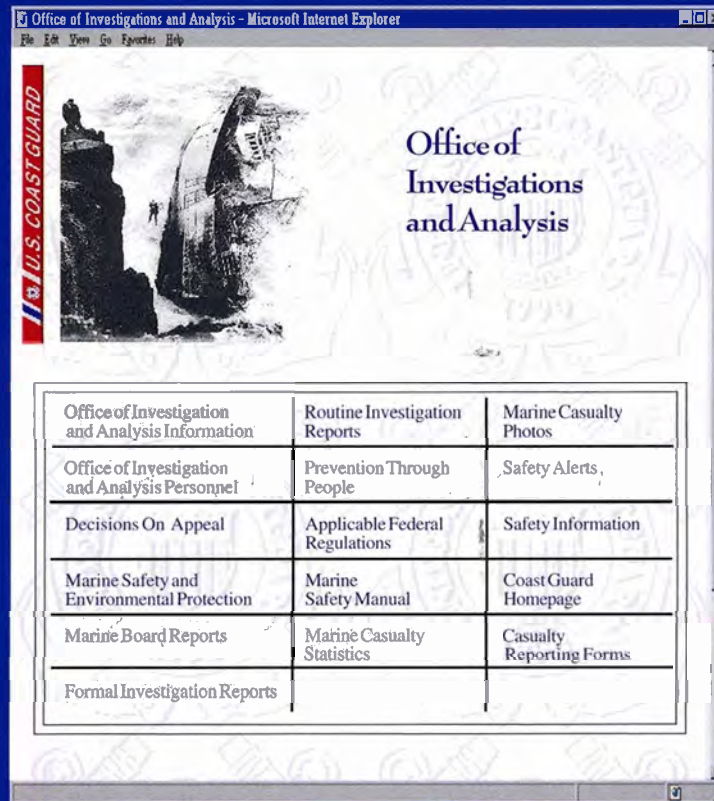 Office of Investigations and Analysis - Microsoft Internet Explorer
File Edit View Go Favorites Help
U.S. COAST GUARD
Office of
Investigations
and Analysis
1999
Office of Investigation
and Analysis Information
Routine Investigation
Reports
Marine Casualty
Photos
Office of Investigation
and Analysis Personnel
Prevention Through
People
Safety Alerts
Decisions On Appeal
Applicable Federal
Regulations
Safety Information
Marine Safety and
Environmental Protection
Marine
Safety Manual
Coast Guard
Homepage
Marine Board Reports
Marine Casualty
Statistics
Casualty
Reporting Forms
Formal Investigation Reports